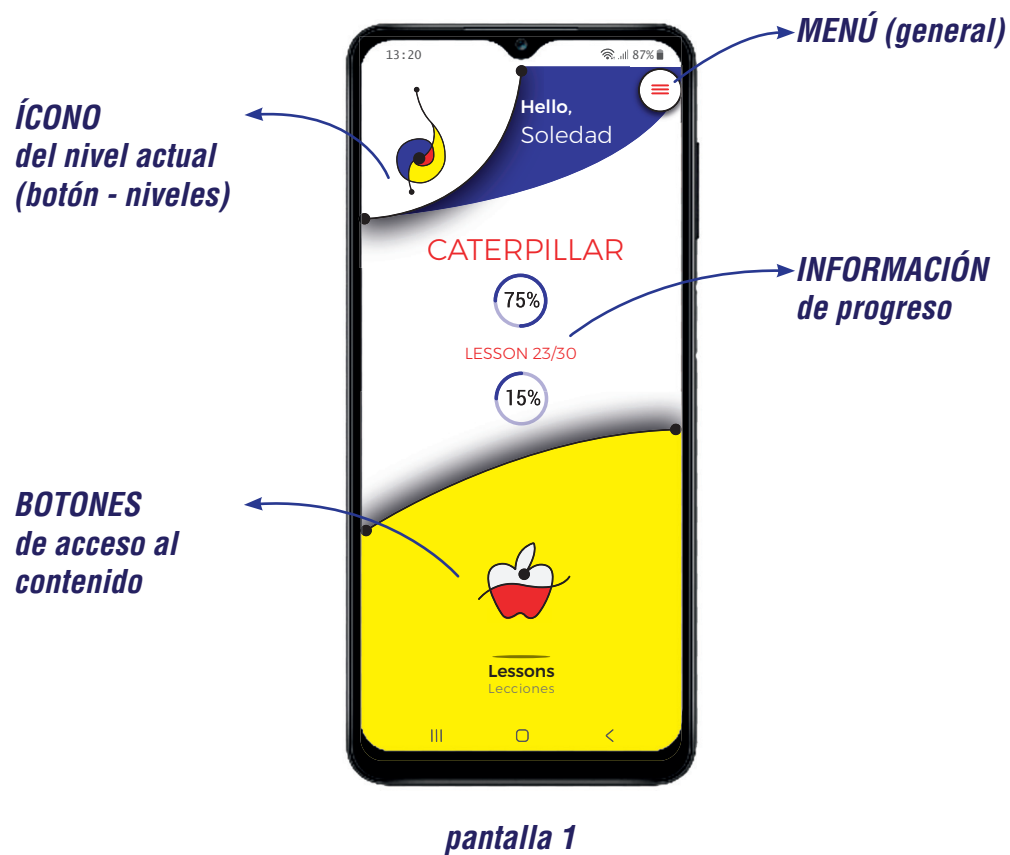 MENÚ (general)
13:20
87%
Hello,
Soledad
ÍCONO
del nivel actual
(botón - niveles)
CATERPILLAR
75%
INFORMACIÓN
de progreso
LESSON 23/30
15%
BOTONES
de acceso al
contenido
Lessons
Lecciones
pantalla 1